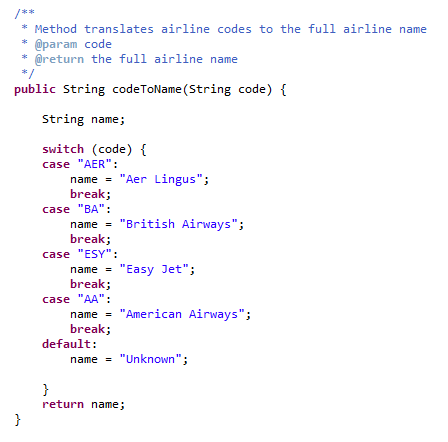 /**
 * Method translates airline codes to the full airline name
 * @param code
 * @return the full airline name
 */
public String codeToName(String code) {

    String name;

    switch (code) {
    case "AER":
        name = "Aer Lingus";
        break;
    case "BA":
        name = "British Airways";
        break;
    case "ESY":
        name = "Easy Jet";
        break;
    case "AA":
        name = "American Airways";
        break;
    default:
        name = "Unknown";

    }
    return name;
}